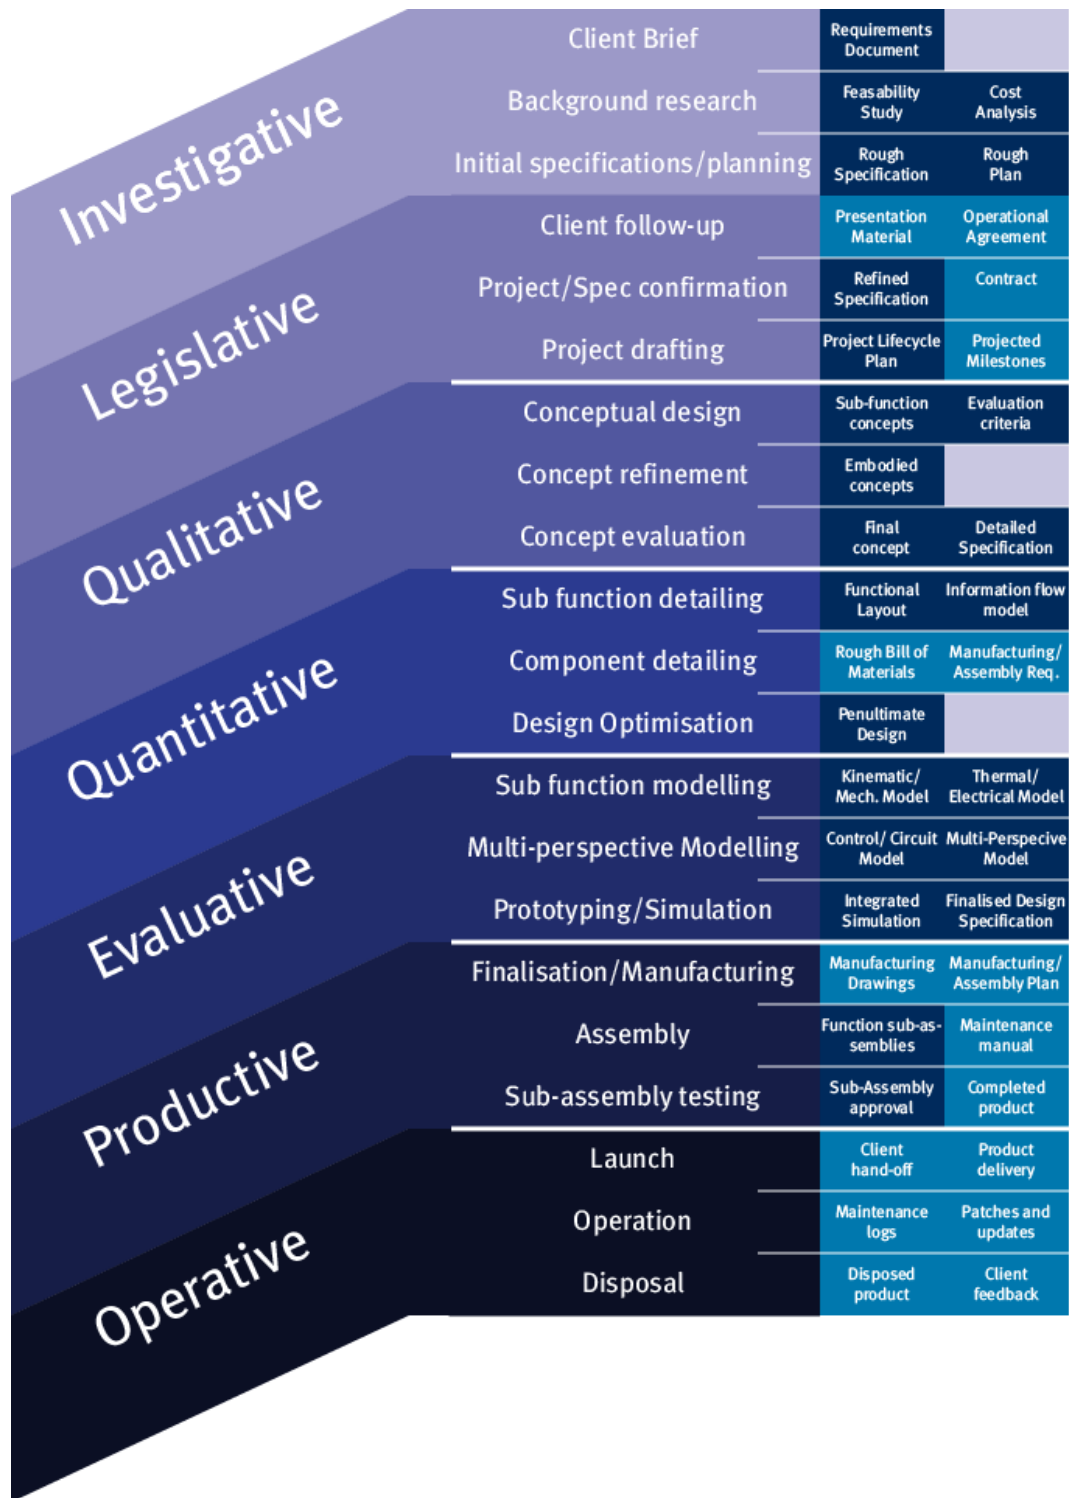 Investigative
Client Brief
Requirements
Document
Background research
Feasability
Study
Cost
Analysis
Initial specifications/planning
Rough
Specification
Rough
Plan
Legislative
Client follow-up
Presentation
Material
Operational
Agreement
Project/Spec confirmation
Refined
Specification
Contract
Project drafting
Project Lifecycle
Plan
Projected
Milestones
Qualitative
Conceptual design
Sub-function
concepts
Evaluation
criteria
Concept refinement
Embodied
concepts
Concept evaluation
Final
concept
Detailed
Specification
Quantitative
Sub function detailing
Functional
Layout
Information flow
model
Component detailing
Rough Bill of
Materials
Manufacturing/
Assembly Req.
Design Optimisation
Penultimate
Design
Evaluative
Sub function modelling
Kinematic/
Mech. Model
Thermal/
Electrical Model
Multi-perspective Modelling
Control/ Circuit
Model
Multi-Perspecive
Model
Prototyping/Simulation
Integrated
Simulation
Finalised Design
Specification
Productive
Finalisation/Manufacturing
Manufacturing
Drawings
Manufacturing/
Assembly Plan
Assembly
Function sub-as-
semblies
Maintenance
manual
Sub-assembly testing
Sub-Assembly
approval
Completed
product
Operative
Launch
Client
hand-off
Product
delivery
Operation
Maintenance
logs
Patches and
updates
Disposal
Disposed
product
Client
feedback